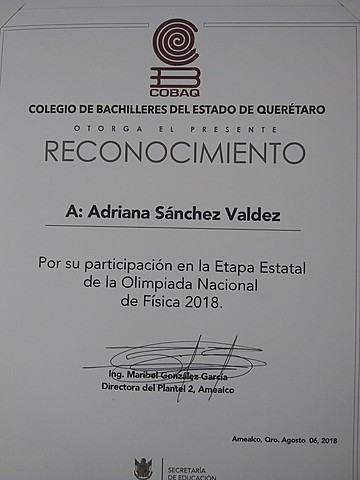 COBAQ
COLEGIO DE BACHILLERES DEL ESTADO DE QUERÉTARO
OTORGA EL PRESENTE
RECONOCIMIENTO
A: Adriana Sánchez Valdez
Por su participación en la Etapa Estatal
de la Olimpiada Nacional
de Física 2018.
Ing. Maribel González García
Directora del Plantel 2, Amealco
Amealco, Qro. Agosto 06, 2018
SECRETARÍA
DE EDUCACIÓN